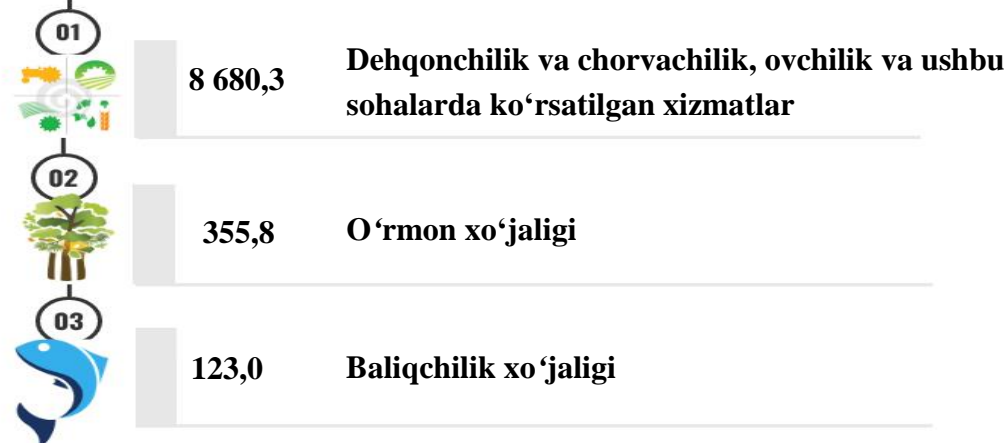 01
8 680,3
Dehqonchilik va chorvachilik, ovchilik va ushbu
sohalarda ko‘rsatilgan xizmatlar
02
355,8
O‘rmon xo‘jaligi
03
123,0
Baliqchilik xo‘jaligi